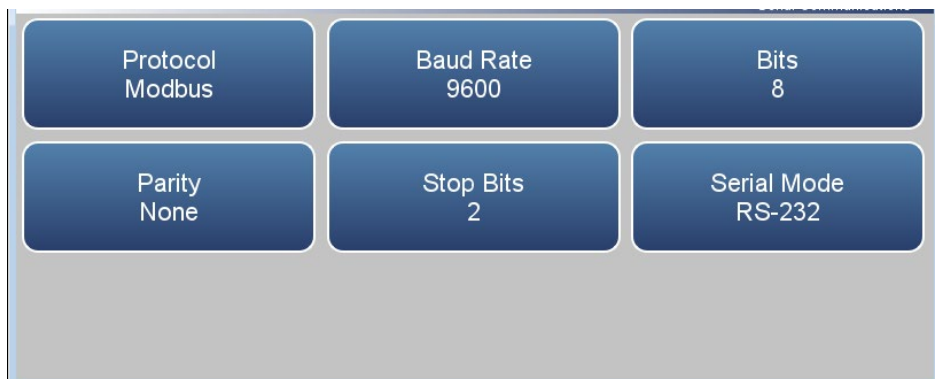 Protocol
Modbus
Baud Rate
9600
Bits
8
Parity
None
Stop Bits
2
Serial Mode
RS-232